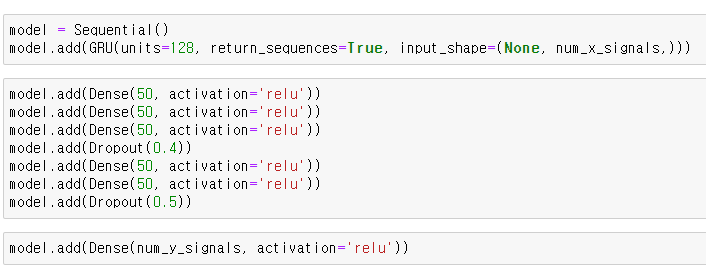 model = Sequential()
model.add(GRU(units=128, return_sequences=True, input_shape=(None, num_x_signals,)))
model.add(Dense(50, activation='relu'))
model.add(Dense(50, activation='relu'))
model.add(Dense(50, activation='relu'))
model.add(Dropout(0.4))
model.add(Dense(50, activation='relu'))
model.add(Dense(50, activation='relu'))
model.add(Dropout(0.5))
model.add(Dense(num_y_signals, activation='relu'))